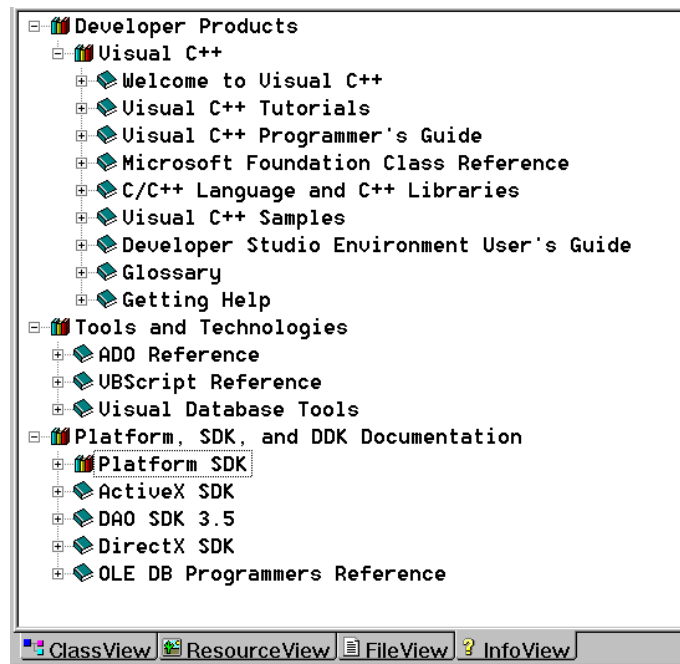 Developer Products
Visual C++
Welcome to Visual C++
Visual C++ Tutorials
Visual C++ Programmer's Guide
Microsoft Foundation Class Reference
C/C++ Language and C++ Libraries
Visual C++ Samples
Developer Studio Environment User's Guide
Glossary
Getting Help
Tools and Technologies
ADO Reference
VBScript Reference
Visual Database Tools
Platform, SDK, and DDK Documentation
Platform SDK
ActiveX SDK
DAO SDK 3.5
DirectX SDK
OLE DB Programmers Reference
ClassView ResourceView FileView InfoView